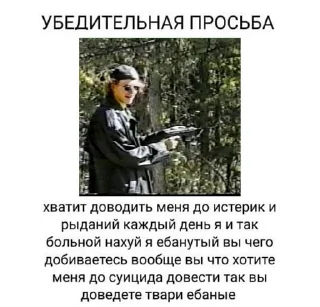 УБЕДИТЕЛЬНАЯ ПРОСЬБА
хватит доводить меня до истерик и
рыданий каждый день я и так
больной нахуй я ебанутый вы чего
добиваетесь вообще вы что хотите
меня до суицида довести так вы
доведете твари ебаные